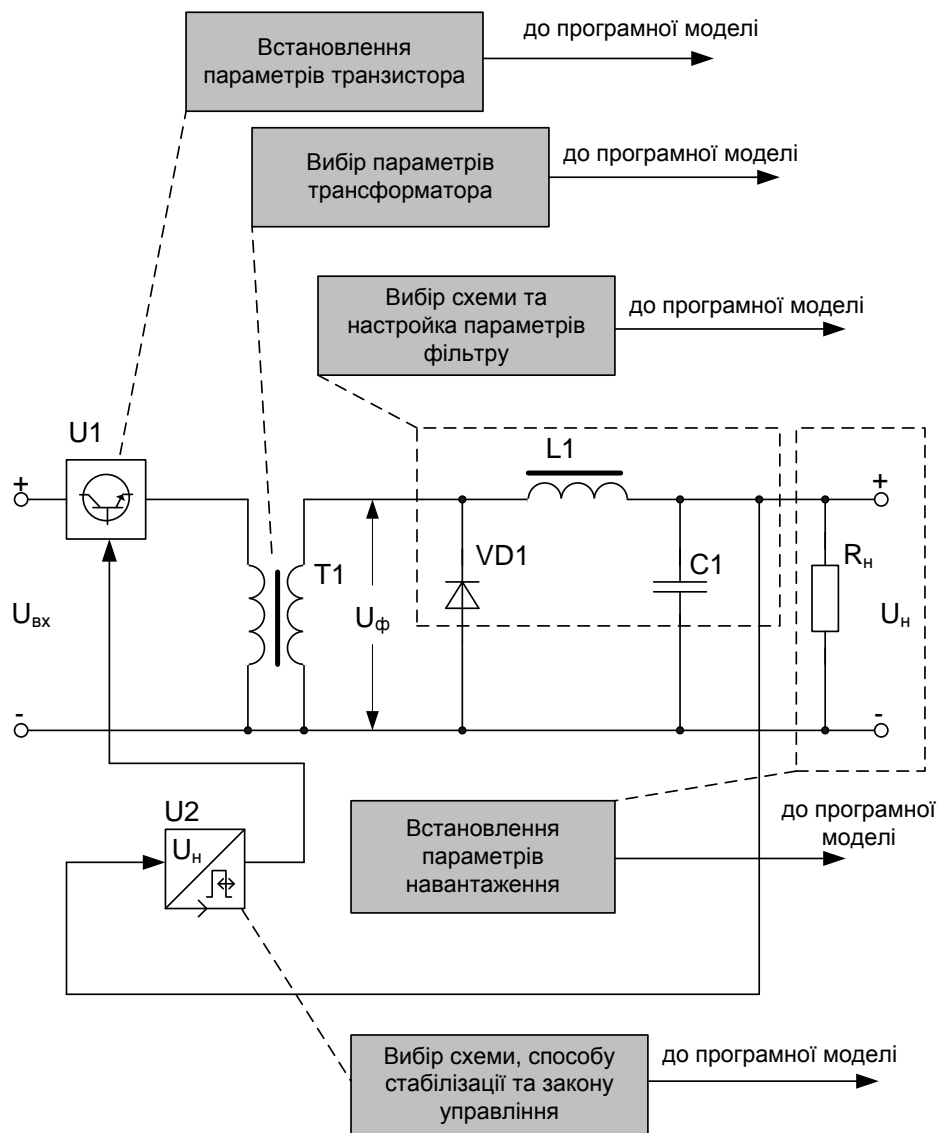 Встановлення
параметрів транзистора
до програмної моделі
Вибір параметрів
трансформатора
до програмної моделі
Вибір схеми та
настройка параметрів
фільтру
до програмної моделі
U1
L1
+
+
T1
VD1
C1
Rн
Uвх
Uф
Uн
-
-
U2
Uн
Встановлення
параметрів
навантаження
до програмної
моделі
Вибір схеми, способу
стабілізації та закону
управління
до програмної моделі